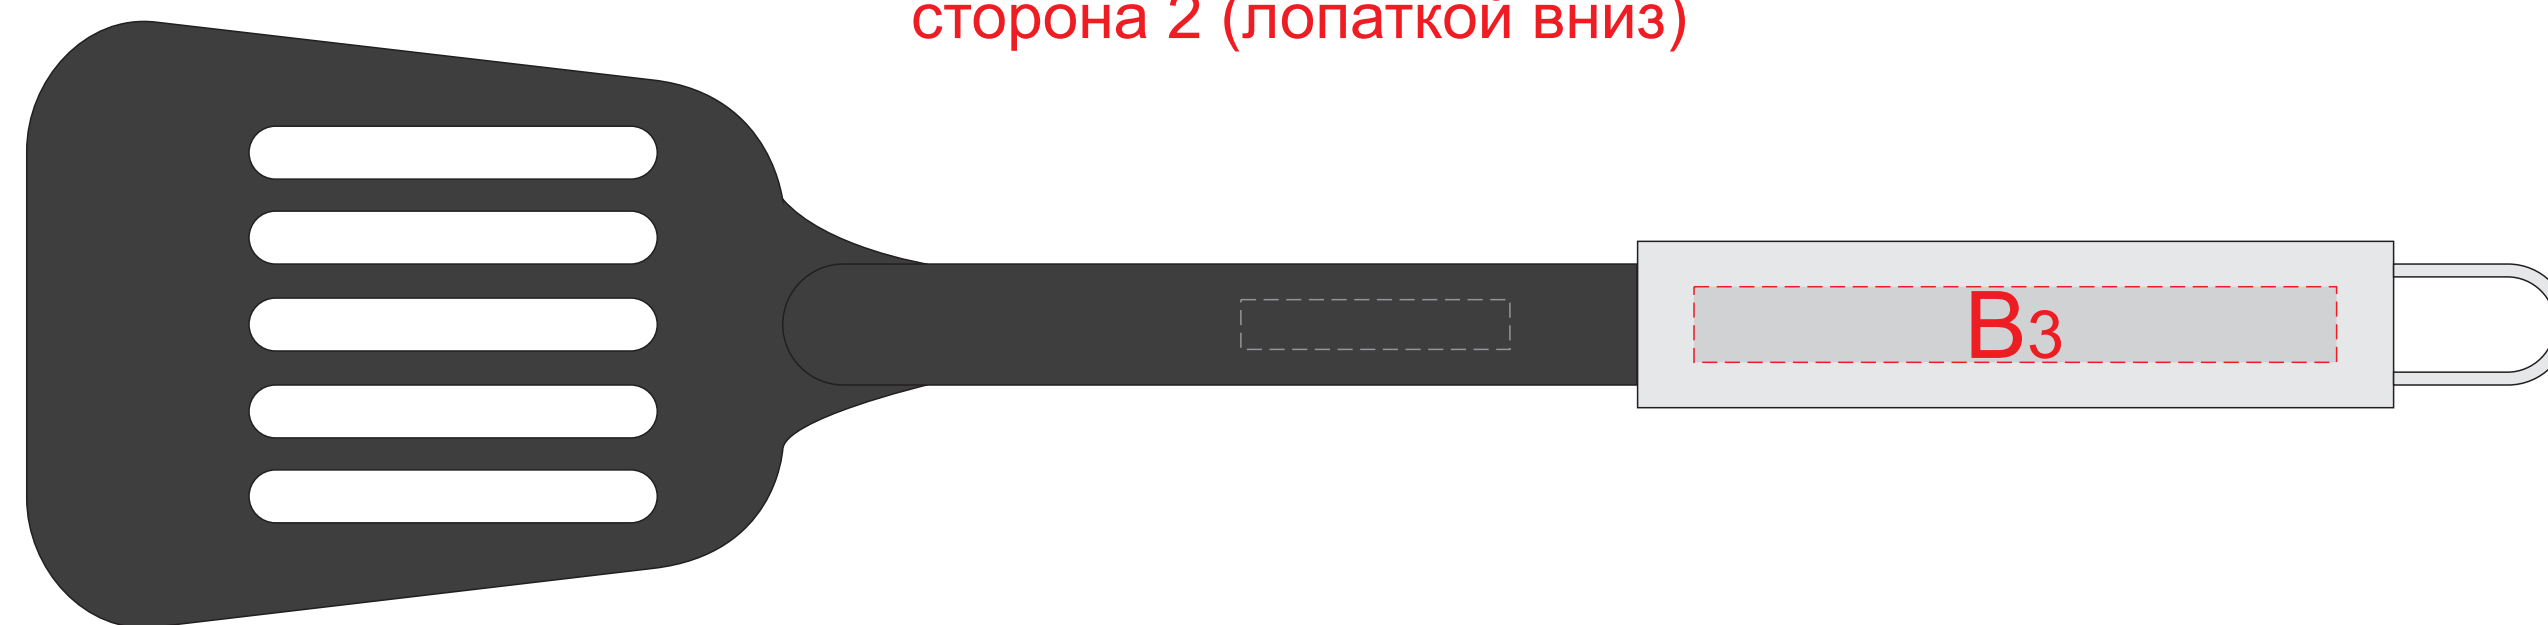 сторона 2 (лопаткой вниз)
B3